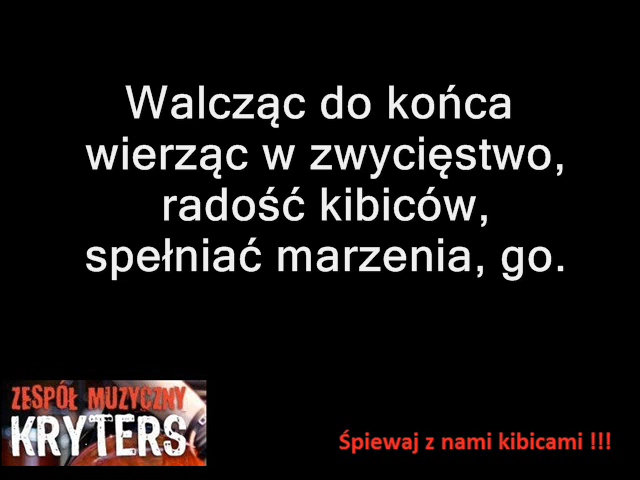 Walcząc do końca
wierząc w zwycięstwo,
radość kibiców,
spełniać marzenia, go.
ZESPÓŁ MUZYCZNY
KRYTERS
Śpiewaj z nami kibicami !!!